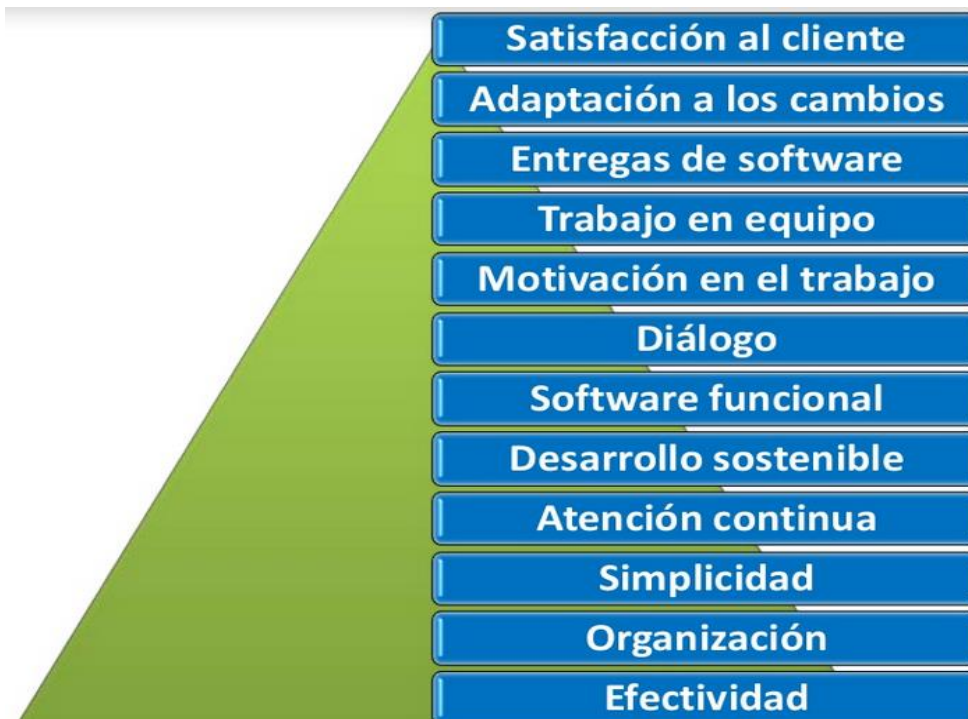 Satisfacción al cliente
Adaptación a los cambios
Entregas de software
Trabajo en equipo
Motivación en el trabajo
Diálogo
Software funcional
Desarrollo sostenible
Atención continua
Simplicidad
Organización
Efectividad